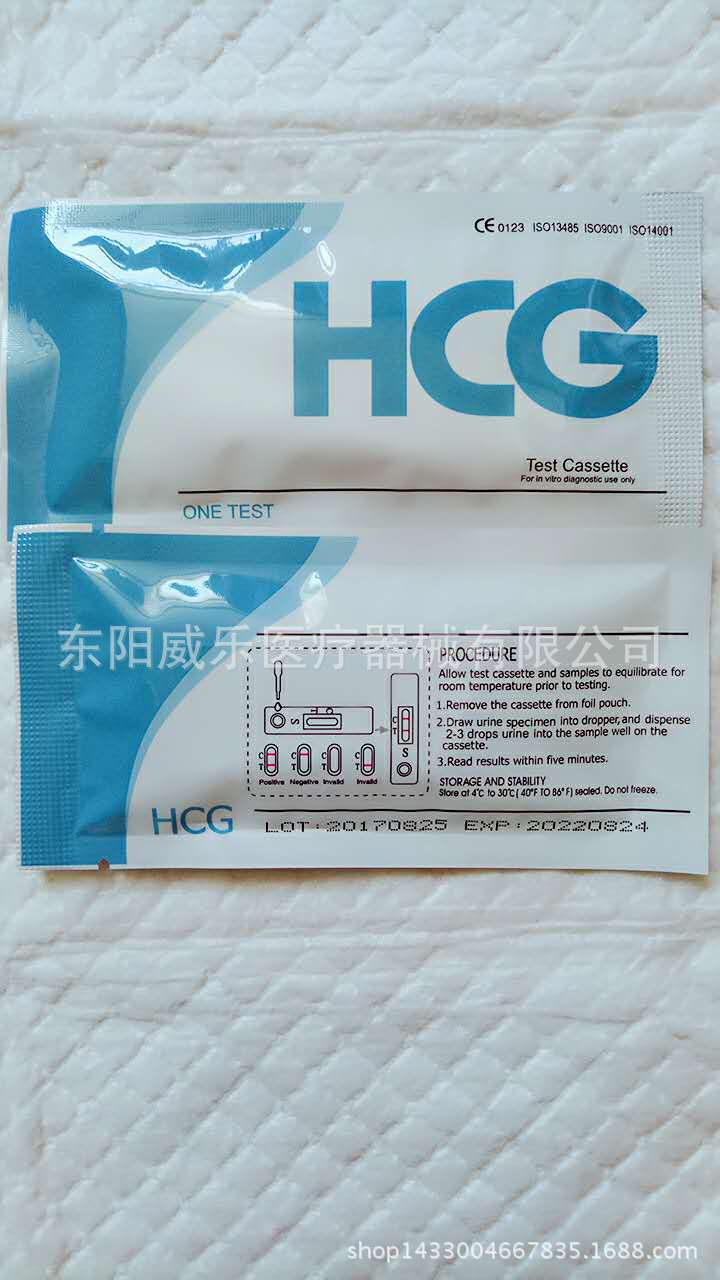 CE 0123 ISO13485 ISO9001 ISO14001
HCG
Test Cassette
For in vitro diagnostic use only
ONE TEST
东阳威乐医疗器械有限公司
PROCEDURE
Allow test cassette and samples to equilibrate for
room temperature prior to testing.
1.Remove the cassette from foil pouch.
2.Draw urine specimen into dropper,and dispense
2-3 drops urine into the sample well on the
cassette.
3.Read results within five minutes.
STORAGE AND STABILITY
Store at 4℃ to 30℃( 40°F TO 86°F) sealed. Do not freeze.
S
C
T
S
C
T
C
T
C
T
C
T
C
T
Positive Negative Invalid Invalid
HCG
LOT:20170825 EXP:20220824
shop1433004667835.1688.com